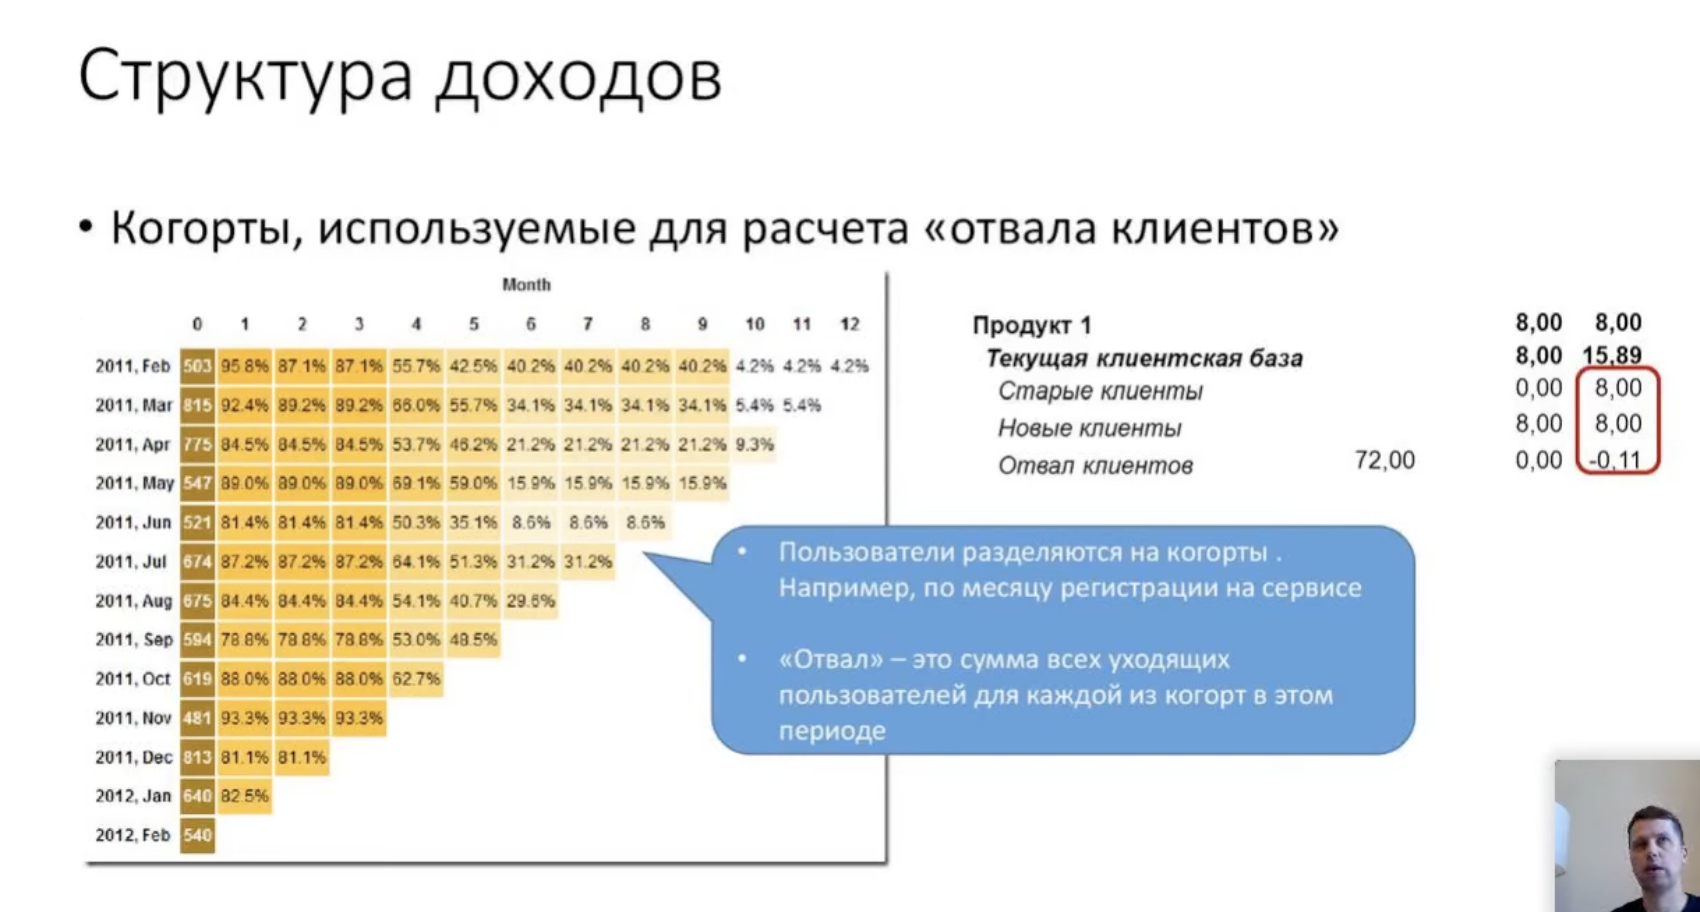 Структура доходов
• Когорты, используемые для расчета «отвала клиентов»
Month
0 1 2 3 4 5 6 7 8 9 10 11 12
2011, Feb 503 95.8% 87.1% 87.1% 55.7% 42.5% 40.2% 40.2% 40.2% 40.2% 4.2% 4.2% 4.2%
2011, Mar 815 92.4% 89.2% 89.2% 66.0% 55.7% 34.1% 34.1% 34.1% 34.1% 5.4% 5.4%
2011, Apr 775 84.5% 84.5% 84.5% 53.7% 46.2% 21.2% 21.2% 21.2% 21.2% 9.3%
2011, May 547 89.0% 89.0% 89.0% 69.1% 59.0% 15.9% 15.9% 15.9% 15.9%
2011, Jun 521 81.4% 81.4% 81.4% 50.3% 35.1% 8.6% 8.6% 8.6%
2011, Jul 674 87.2% 87.2% 87.2% 64.1% 51.3% 31.2% 31.2%
2011, Aug 675 84.4% 84.4% 84.4% 54.1% 40.7% 29.6%
2011, Sep 594 78.8% 78.8% 78.8% 53.0% 48.5%
2011, Oct 619 88.0% 88.0% 88.0% 62.7%
2011, Nov 481 93.3% 93.3% 93.3%
2011, Dec 813 81.1% 81.1%
2012, Jan 640 82.5%
2012, Feb 540
Продукт 1 8,00 8,00
Текущая клиентская база 8,00 15,89
Старые клиенты 0,00 8,00
Новые клиенты 8,00 8,00
Отвал клиентов 72,00 0,00 -0,11
• Пользователи разделяются на когорты .
Например, по месяцу регистрации на сервисе
• «Отвал» – это сумма всех уходящих
пользователей для каждой из когорт в этом
периоде